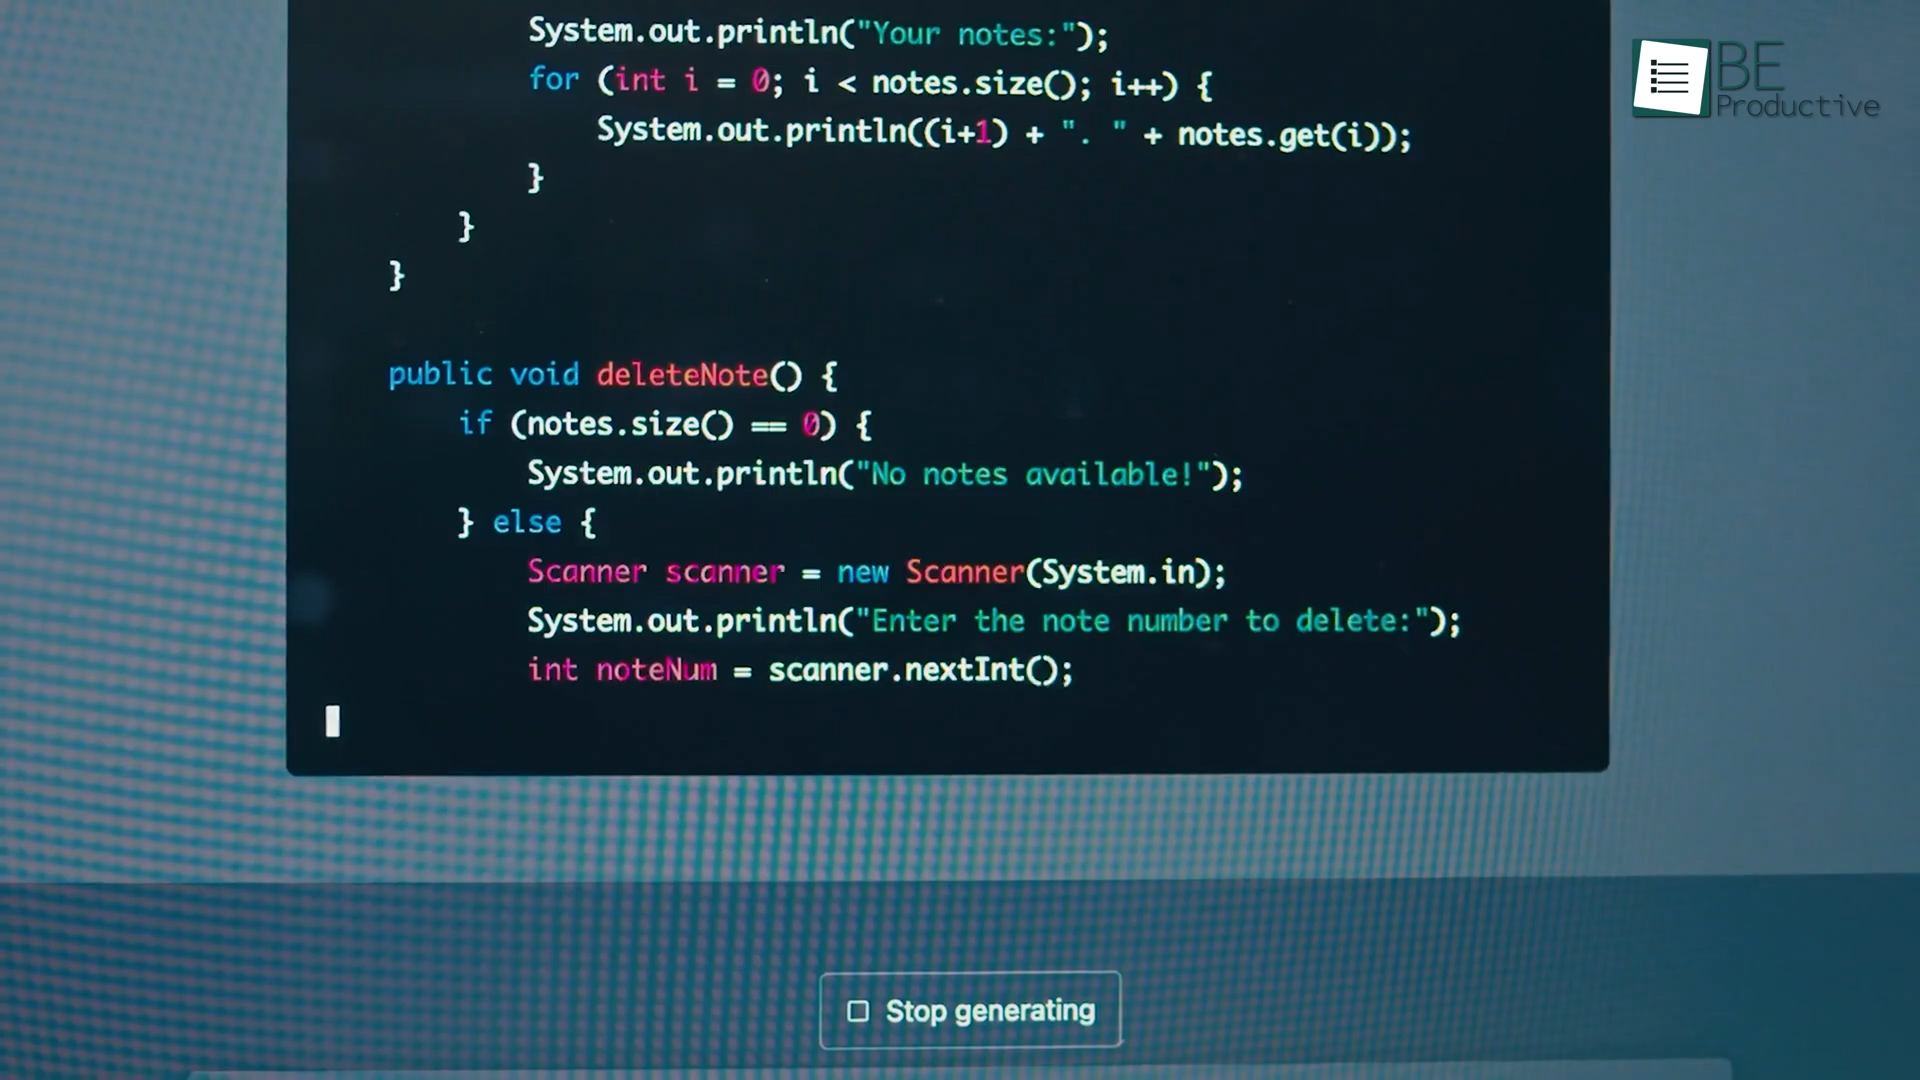 System.out.println("Your notes:");
for (int i = 0; i < notes.size(); i++) {
System.out.println((i+1) + ". " + notes.get(i));
}
}
}
public void deleteNote() {
if (notes.size() == 0) {
System.out.println("No notes available!");
} else {
Scanner scanner = new Scanner(System.in);
System.out.println("Enter the note number to delete:");
int noteNum = scanner.nextInt();
Stop generating
BE
Productive